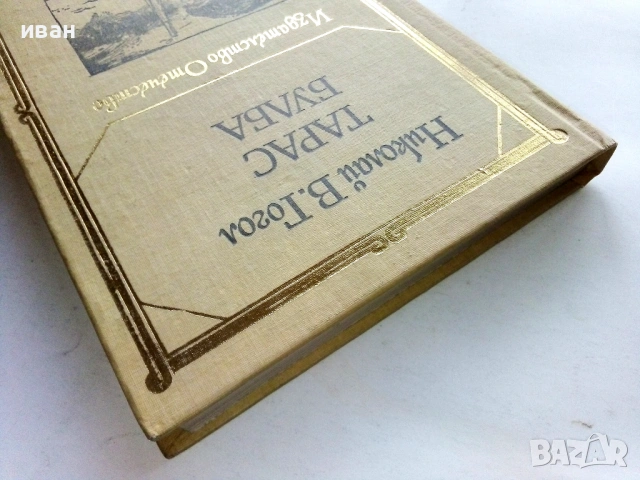 иван
Николай В. Гогол
ТАРАС
БУЛБА
Издателство Отечество
BAZAR